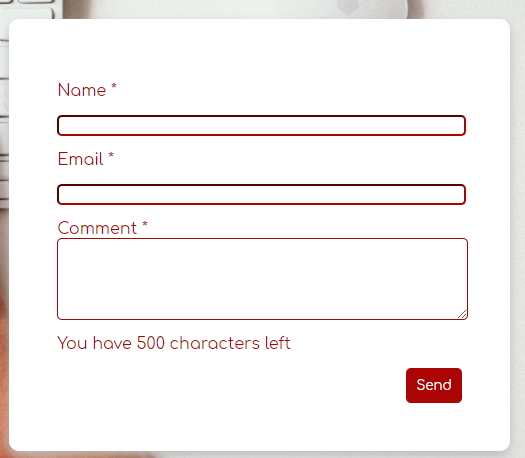 Name *
Email *
Comment *
You have 500 characters left
Send